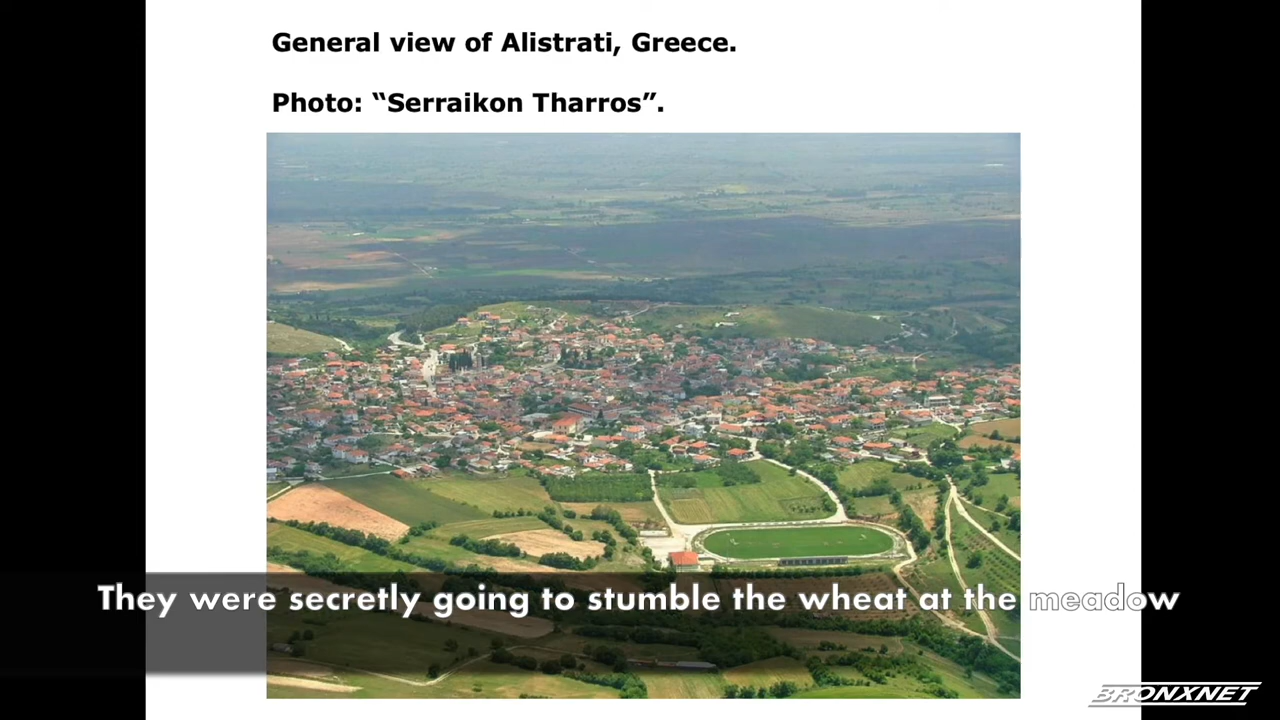 General view of Alistrati, Greece.
Photo: “Serraikon Tharros”.
They were secretly going to stumble the wheat at the meadow
BRONXNET